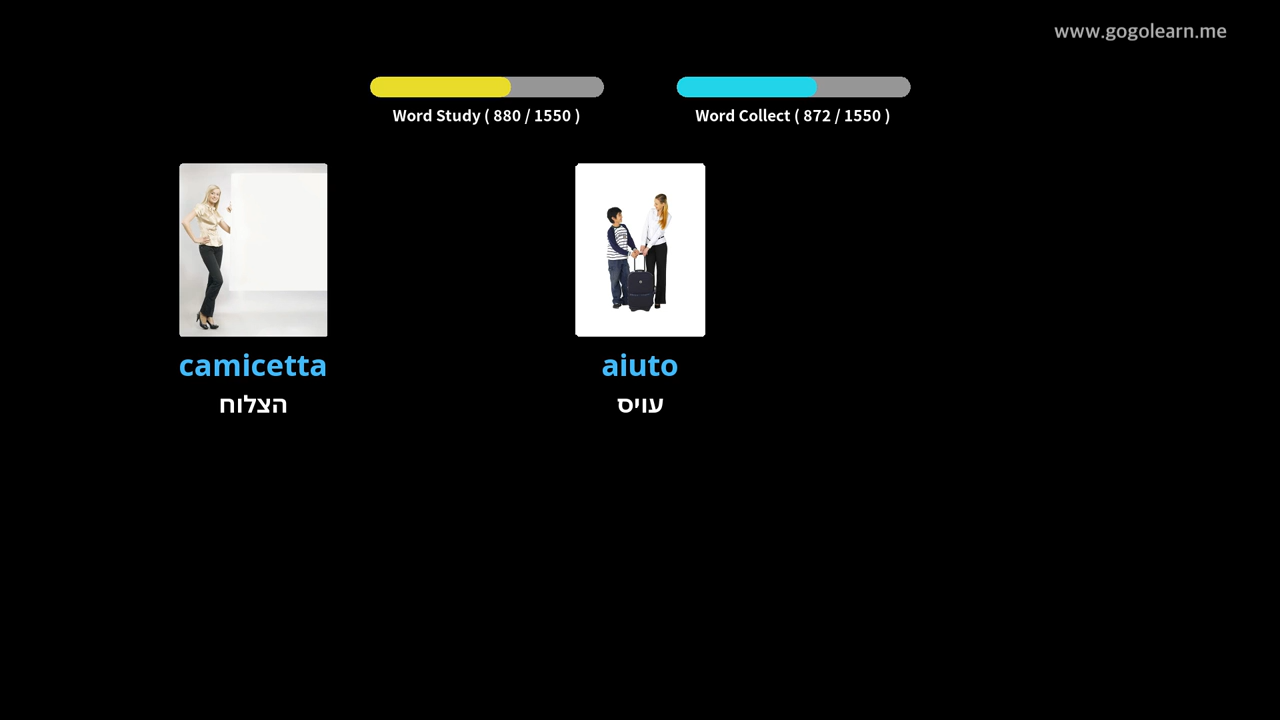 www.gogolearn.me
Word Study ( 880 / 1550 )
Word Collect ( 872 / 1550 )
camicetta
הצלוח
aiuto
עויס